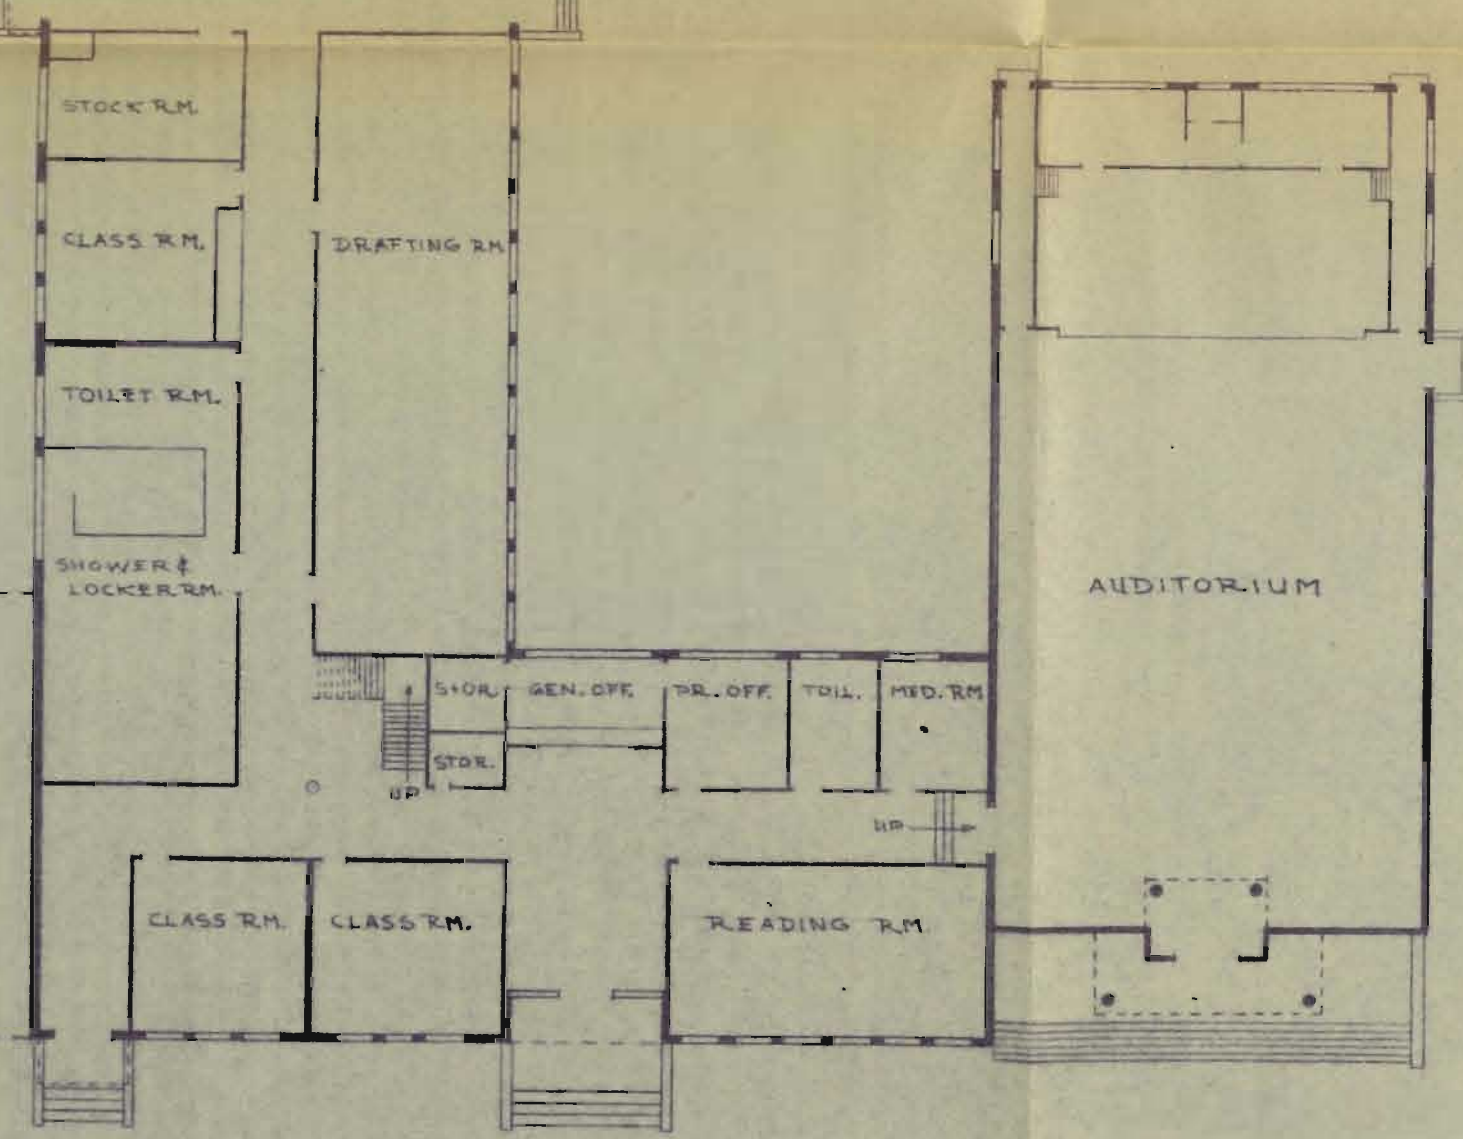 STOCK RM.
CLASS RM.
DRAFTING RM
TOILET RM.
SHOWER &
LOCKER RM.
AUDITORIUM
STOR.
GEN. OFF.
PR. OFF.
TOIL.
MED. RM
STOR.
UP
UP
CLASS RM.
CLASS RM.
READING RM.